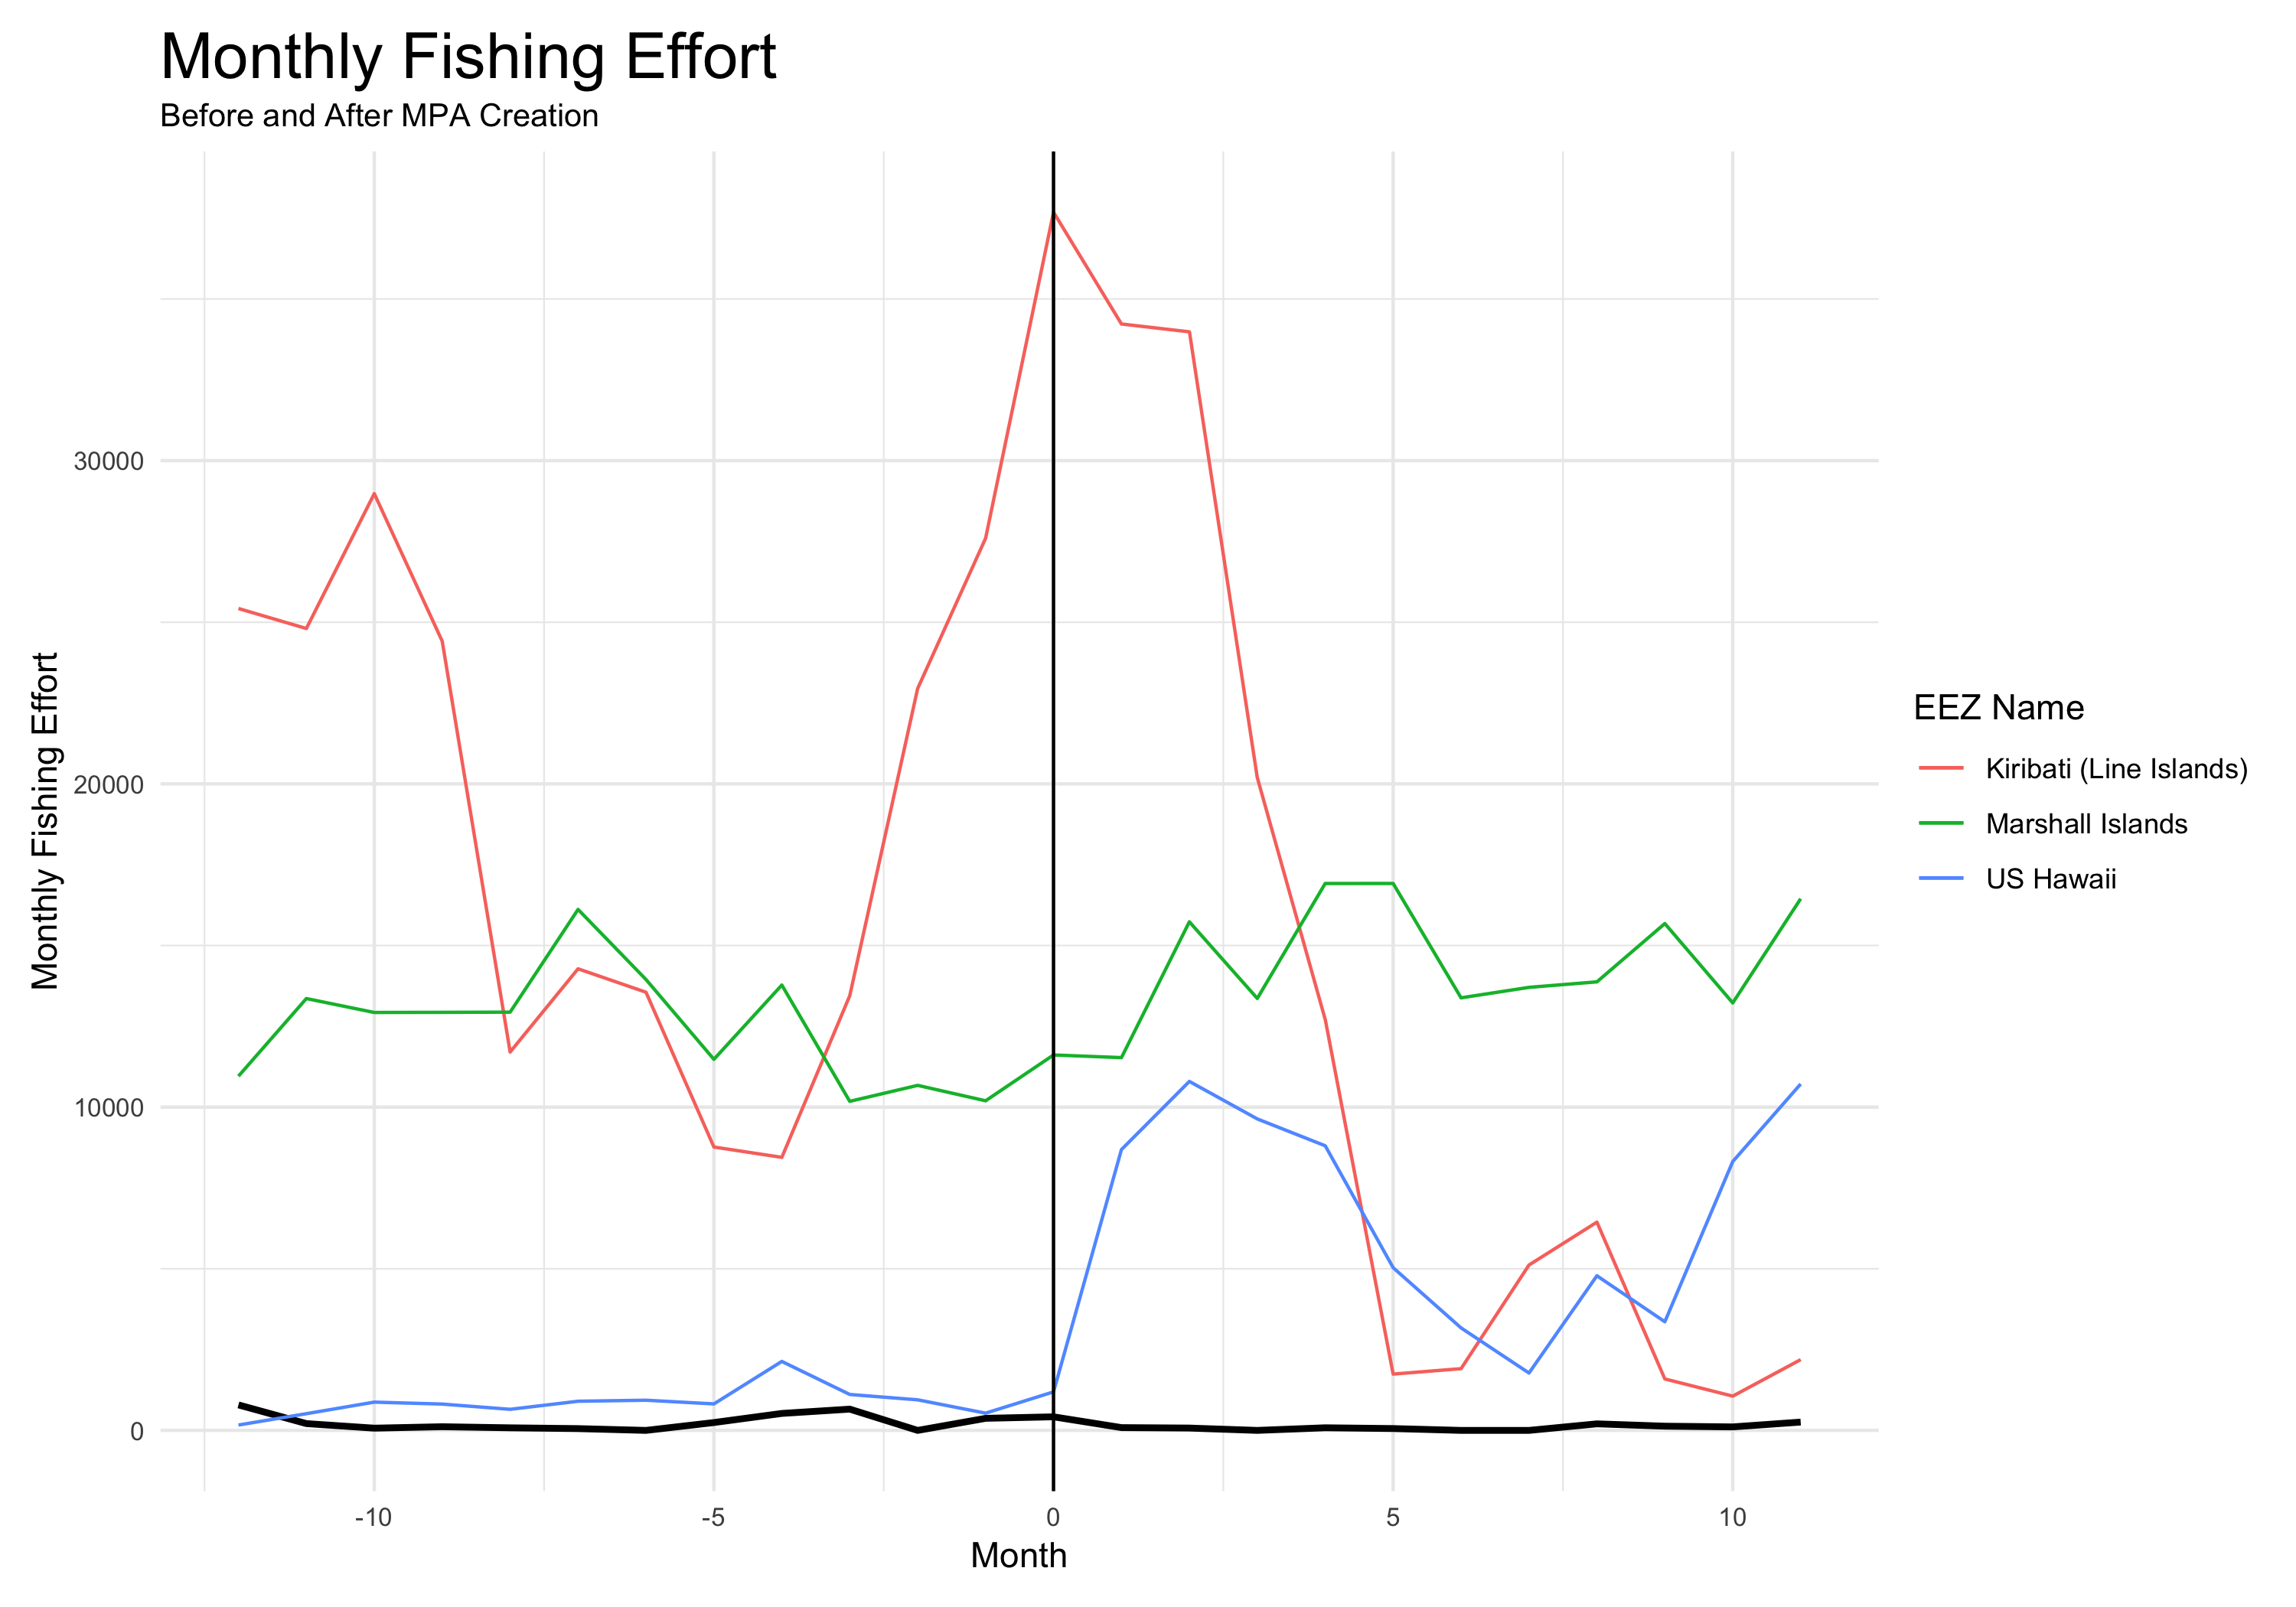 Monthly Fishing Effort
Before and After MPA Creation
Monthly Fishing Effort
30000
20000
10000
0
-10
-5
0
5
10
Month
EEZ Name
Kiribati (Line Islands)
Marshall Islands
US Hawaii